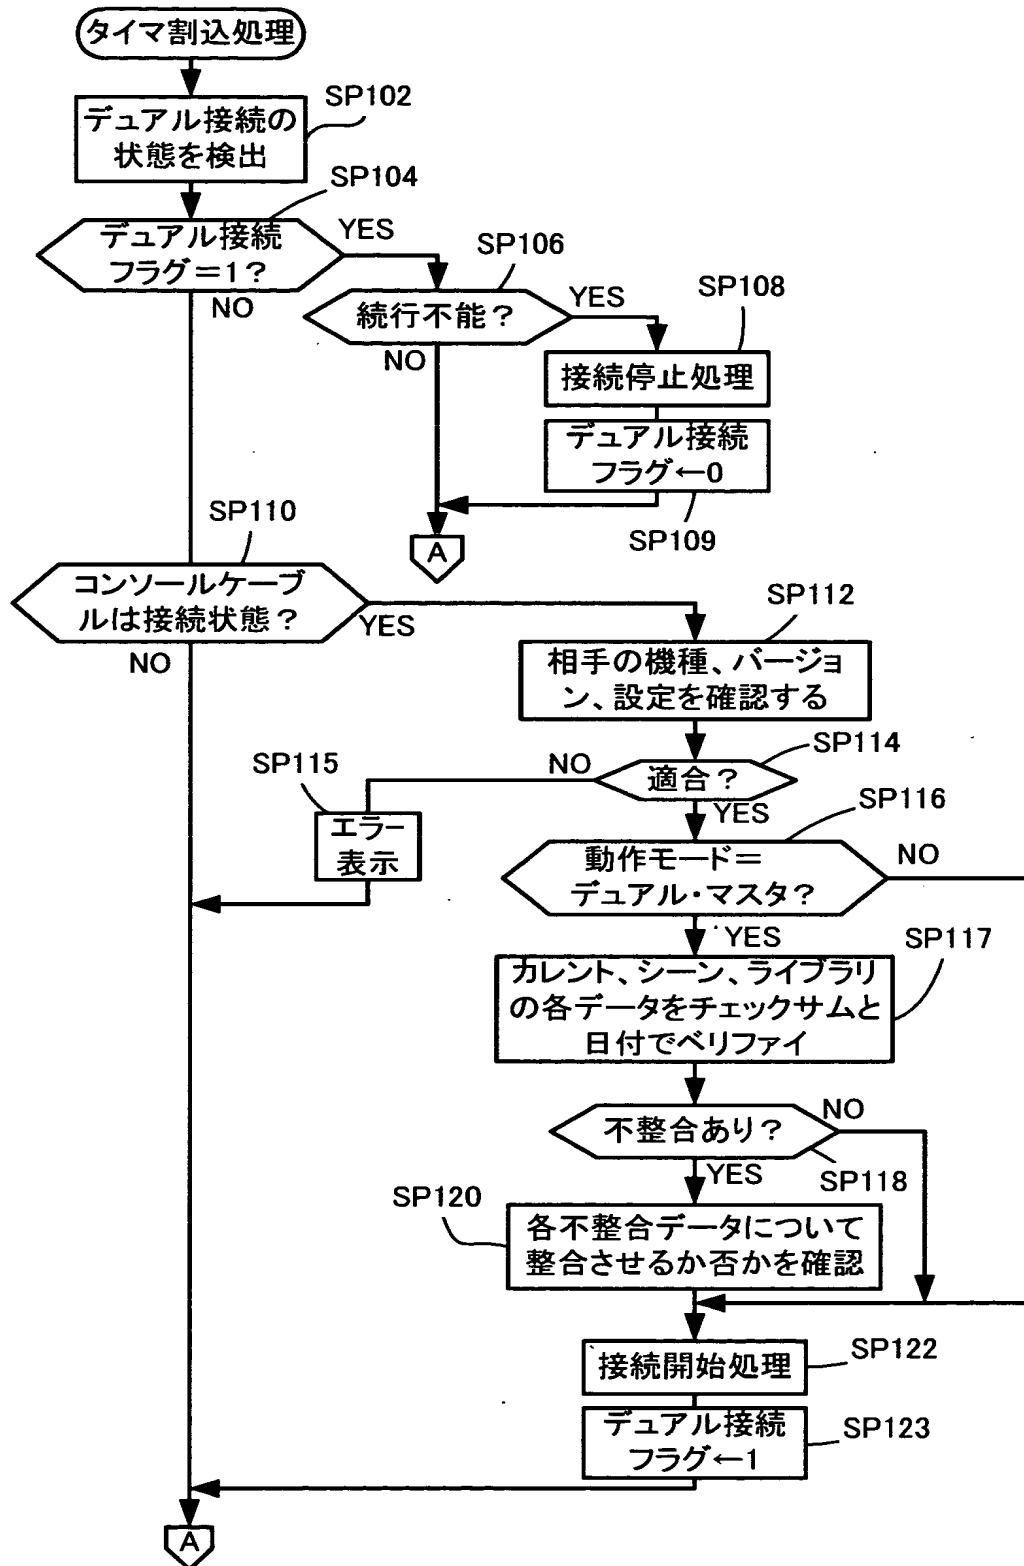 タイマ割込処理
SP102
デュアル接続の
状態を検出
SP104
デュアル接続
フラグ=1?
YES
NO
SP106
続行不能?
YES
NO
SP108
接続停止処理
デュアル接続
フラグ←0
SP109
A
SP110
コンソールケーブ
ルは接続状態?
YES
NO
SP112
相手の機種、バージョ
ン、設定を確認する
SP114
適合?
NO
YES
SP115
エラー
表示
SP116
動作モード=
デュアル・マスタ?
NO
YES
SP117
カレント、シーン、ライブラリ
の各データをチェックサムと
日付でベリファイ
不整合あり?
NO
YES
SP118
SP120
各不整合データについて
整合させるか否かを確認
接続開始処理
SP122
デュアル接続
フラグ←1
SP123
A